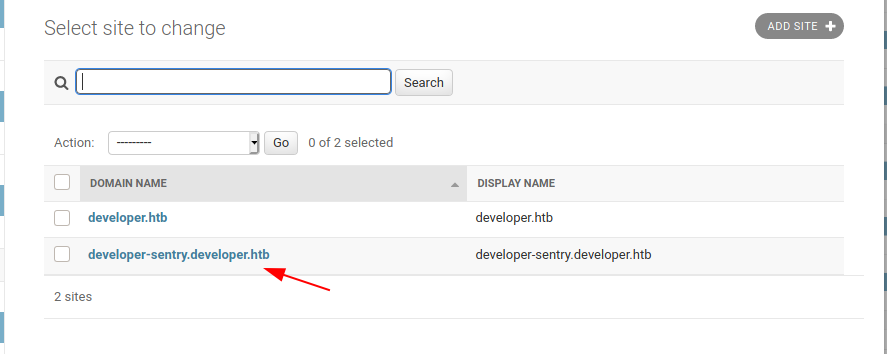 Select site to change
ADD SITE +
Search
Action: --------- Go 0 of 2 selected
DOMAIN NAME DISPLAY NAME
developer.htb developer.htb
developer-sentry.developer.htb developer-sentry.developer.htb
2 sites